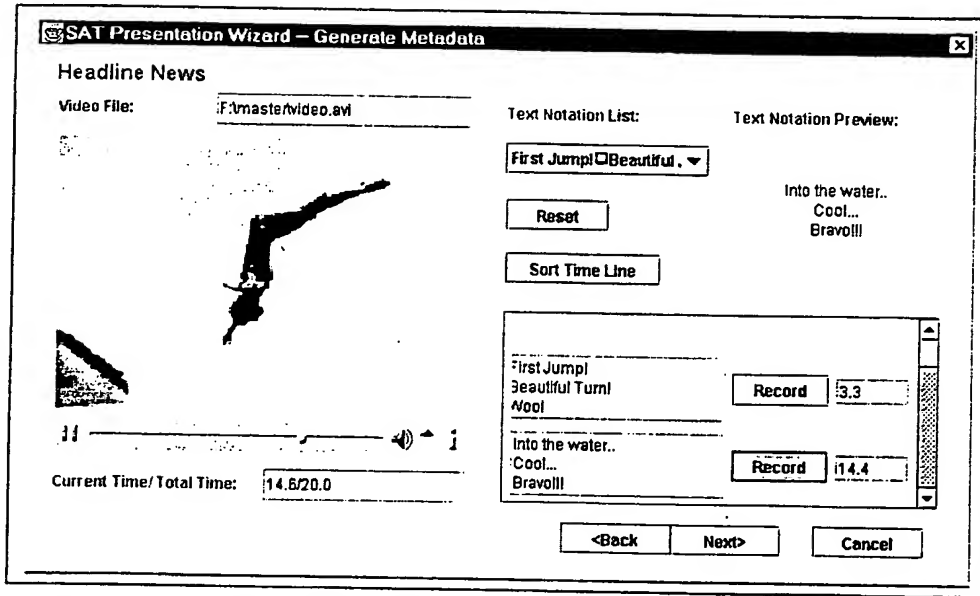 SAT Presentation Wizard – Generate Metadata
Headline News
Video File:
F:\master\video.avi
Text Notation List:
Text Notation Preview:
First Jump!□Beautiful .
Into the water..
Cool...
Bravo!!!
Reset
Sort Time Line
First Jump!
Beautiful Turn!
Woo!
Record
3.3
Into the water..
Cool...
Bravo!!!
Record
14.4
Current Time/ Total Time:
14.6/20.0
<Back
Next>
Cancel